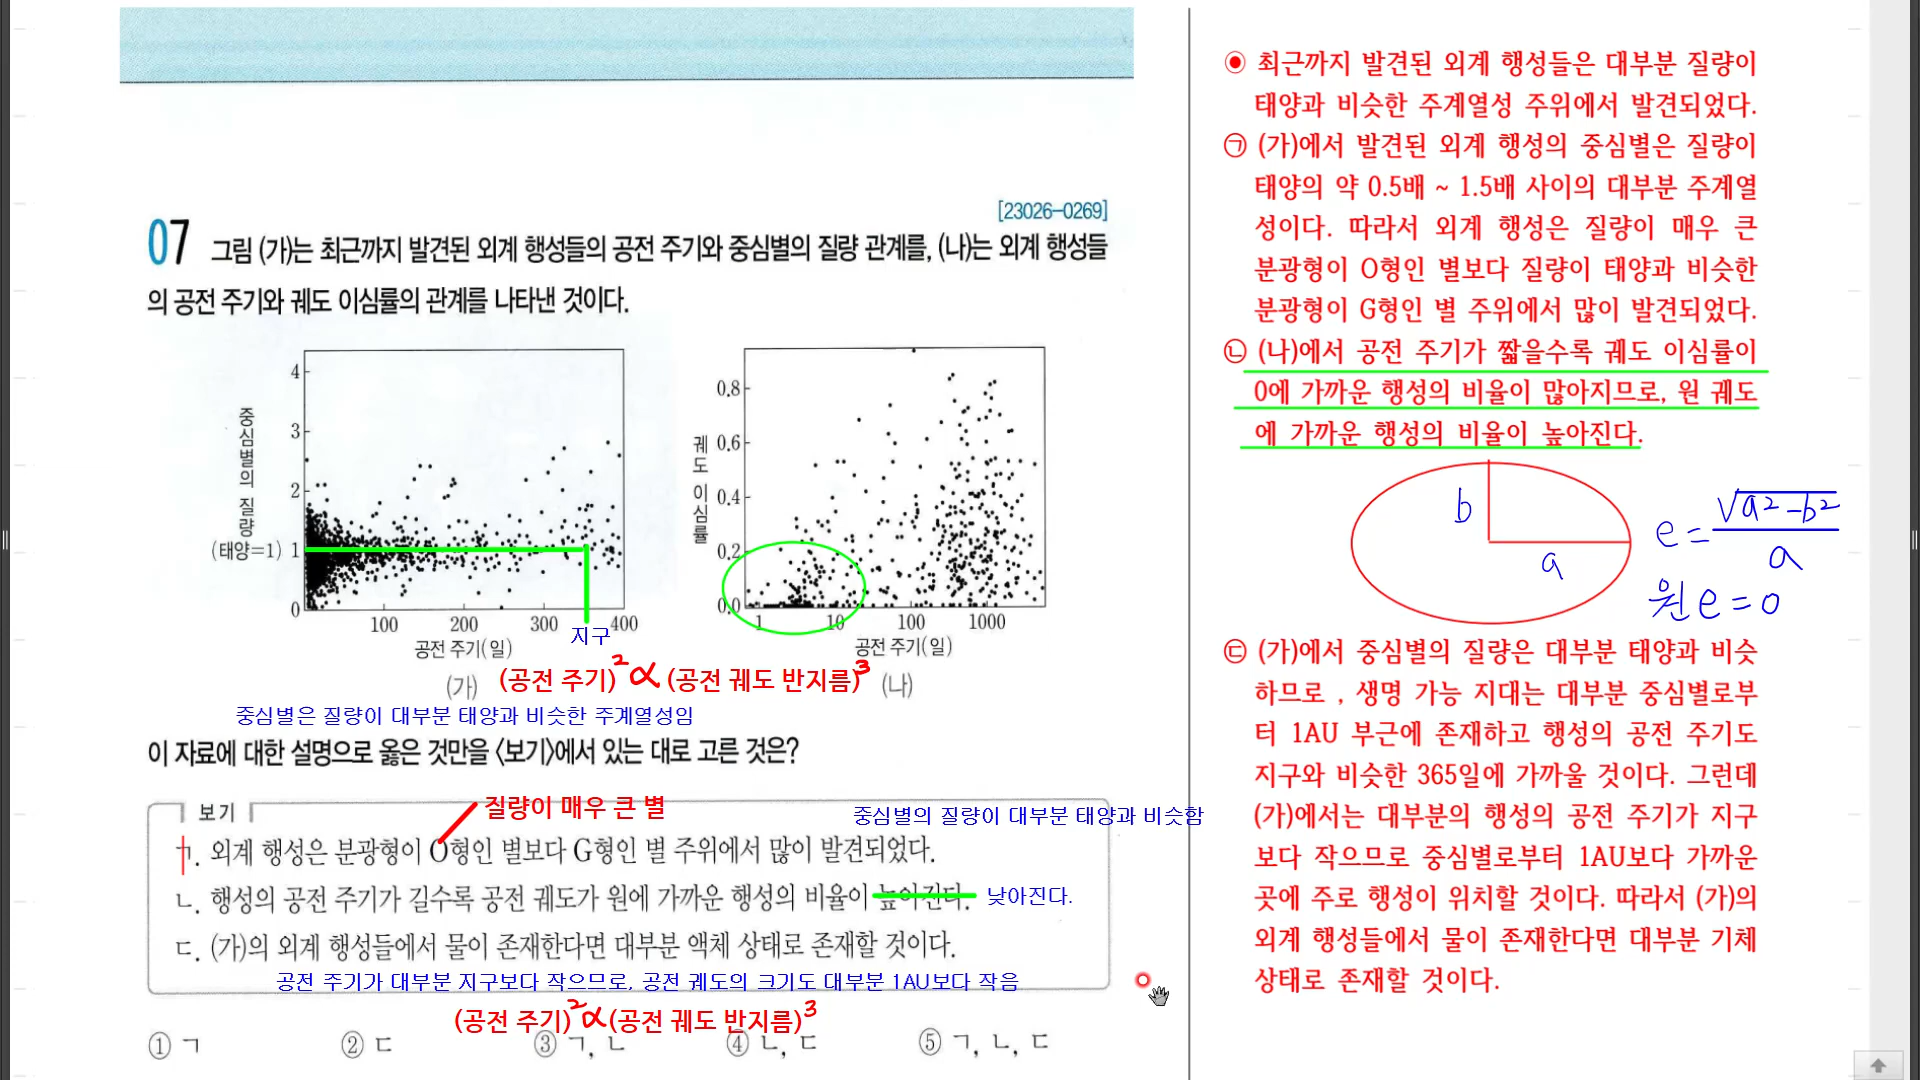 [23026-0269]
07 그림 (가)는 최근까지 발견된 외계 행성들의 공전 주기와 중심별의 질량 관계를, (나)는 외계 행성들
의 공전 주기와 궤도 이심률의 관계를 나타낸 것이다.
중심별의 질량
(태양=1)
4
3
2
1
0
100 200 300 400
지구
공전 주기(일)
(가)
궤도 이심률
0.8
0.6
0.4
0.2
0.0
1 10 100 1000
공전 주기(일)
(나)
(공전 주기)² ∝ (공전 궤도 반지름)³
중심별은 질량이 대부분 태양과 비슷한 주계열성임
이 자료에 대한 설명으로 옳은 것만을 <보기>에서 있는 대로 고른 것은?
보기
질량이 매우 큰 별
중심별의 질량이 대부분 태양과 비슷함
ㄱ. 외계 행성은 분광형이 O형인 별보다 G형인 별 주위에서 많이 발견되었다.
ㄴ. 행성의 공전 주기가 길수록 공전 궤도가 원에 가까운 행성의 비율이 높아진다. 낮아진다.
ㄷ. (가)의 외계 행성들에서 물이 존재한다면 대부분 액체 상태로 존재할 것이다.
공전 주기가 대부분 지구보다 작으므로, 공전 궤도의 크기도 대부분 1AU보다 작음
(공전 주기)² ∝ (공전 궤도 반지름)³
① ㄱ ② ㄷ ③ ㄱ, ㄴ ④ ㄴ, ㄷ ⑤ ㄱ, ㄴ, ㄷ
◉ 최근까지 발견된 외계 행성들은 대부분 질량이
태양과 비슷한 주계열성 주위에서 발견되었다.
㉠ (가)에서 발견된 외계 행성의 중심별은 질량이
태양의 약 0.5배 ~ 1.5배 사이의 대부분 주계열
성이다. 따라서 외계 행성은 질량이 매우 큰
분광형이 O형인 별보다 질량이 태양과 비슷한
분광형이 G형인 별 주위에서 많이 발견되었다.
㉡ (나)에서 공전 주기가 짧을수록 궤도 이심률이
0에 가까운 행성의 비율이 많아지므로, 원 궤도
에 가까운 행성의 비율이 높아진다.
b
a
e = √(a² - b²) / a
원 e = 0
㉢ (가)에서 중심별의 질량은 대부분 태양과 비슷
하므로 , 생명 가능 지대는 대부분 중심별로부
터 1AU 부근에 존재하고 행성의 공전 주기도
지구와 비슷한 365일에 가까울 것이다. 그런데
(가)에서는 대부분의 행성의 공전 주기가 지구
보다 작으므로 중심별로부터 1AU보다 가까운
곳에 주로 행성이 위치할 것이다. 따라서 (가)의
외계 행성들에서 물이 존재한다면 대부분 기체
상태로 존재할 것이다.